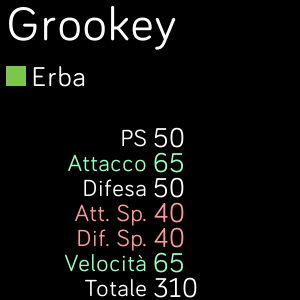 Grookey
Erba
PS 50
Attacco 65
Difesa 50
Att. Sp. 40
Dif. Sp. 40
Velocità 65
Totale 310